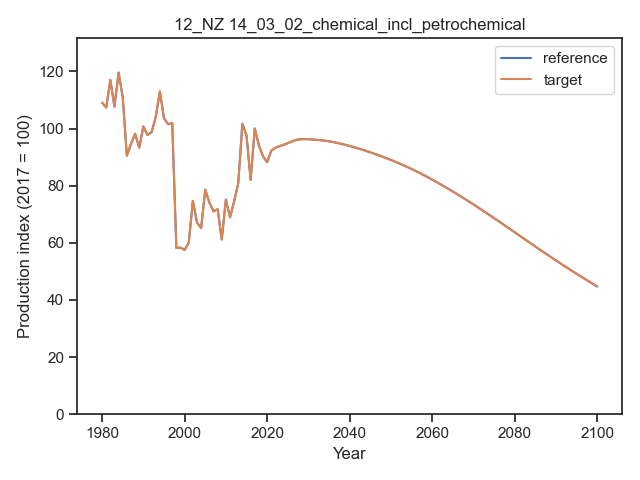 12_NZ 14_03_02_chemical_incl_petrochemical
reference
target
Production index (2017 = 100)
120
100
80
60
40
20
0
1980 2000 2020 2040 2060 2080 2100
Year